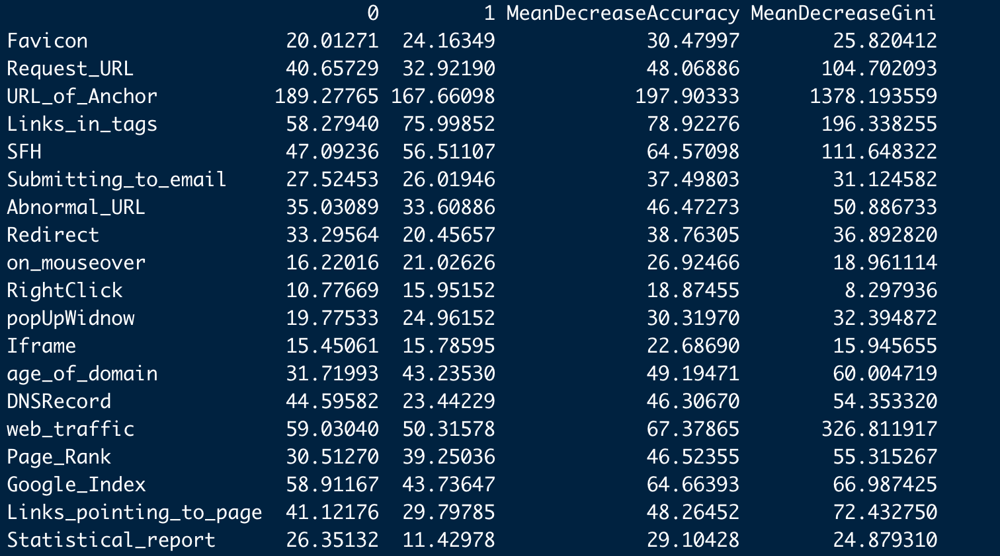 0 1 MeanDecreaseAccuracy MeanDecreaseGini
Favicon 20.01271 24.16349 30.47997 25.820412
Request_URL 40.65729 32.92190 48.06886 104.702093
URL_of_Anchor 189.27765 167.66098 197.90333 1378.193559
Links_in_tags 58.27940 75.99852 78.92276 196.338255
SFH 47.09236 56.51107 64.57098 111.648322
Submitting_to_email 27.52453 26.01946 37.49803 31.124582
Abnormal_URL 35.03089 33.60886 46.47273 50.886733
Redirect 33.29564 20.45657 38.76305 36.892820
on_mouseover 16.22016 21.02626 26.92466 18.961114
RightClick 10.77669 15.95152 18.87455 8.297936
popUpWidnow 19.77533 24.96152 30.31970 32.394872
Iframe 15.45061 15.78595 22.68690 15.945655
age_of_domain 31.71993 43.23530 49.19471 60.004719
DNSRecord 44.59582 23.44229 46.30670 54.353320
web_traffic 59.03040 50.31578 67.37865 326.811917
Page_Rank 30.51270 39.25036 46.52355 55.315267
Google_Index 58.91167 43.73647 64.66393 66.987425
Links_pointing_to_page 41.12176 29.79785 48.26452 72.432750
Statistical_report 26.35132 11.42978 29.10428 24.879310